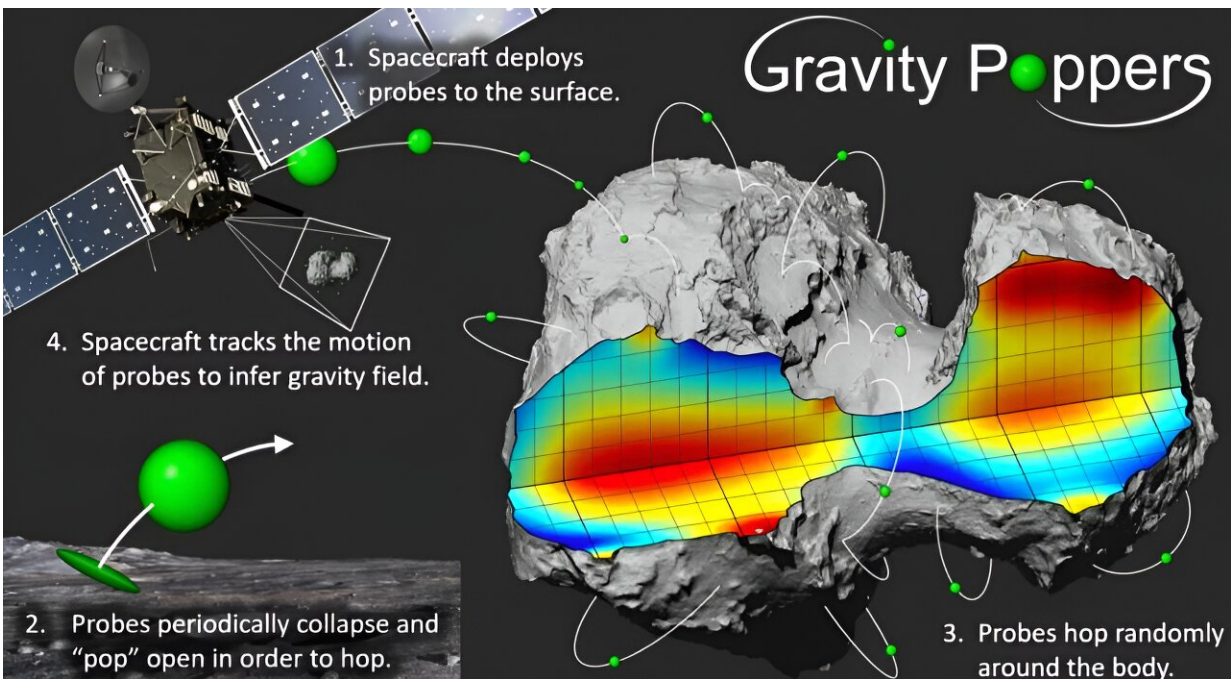 Gravity Poppers
1. Spacecraft deploys
probes to the surface.
4. Spacecraft tracks the motion
of probes to infer gravity field.
2. Probes periodically collapse and
“pop” open in order to hop.
3. Probes hop randomly
around the body.